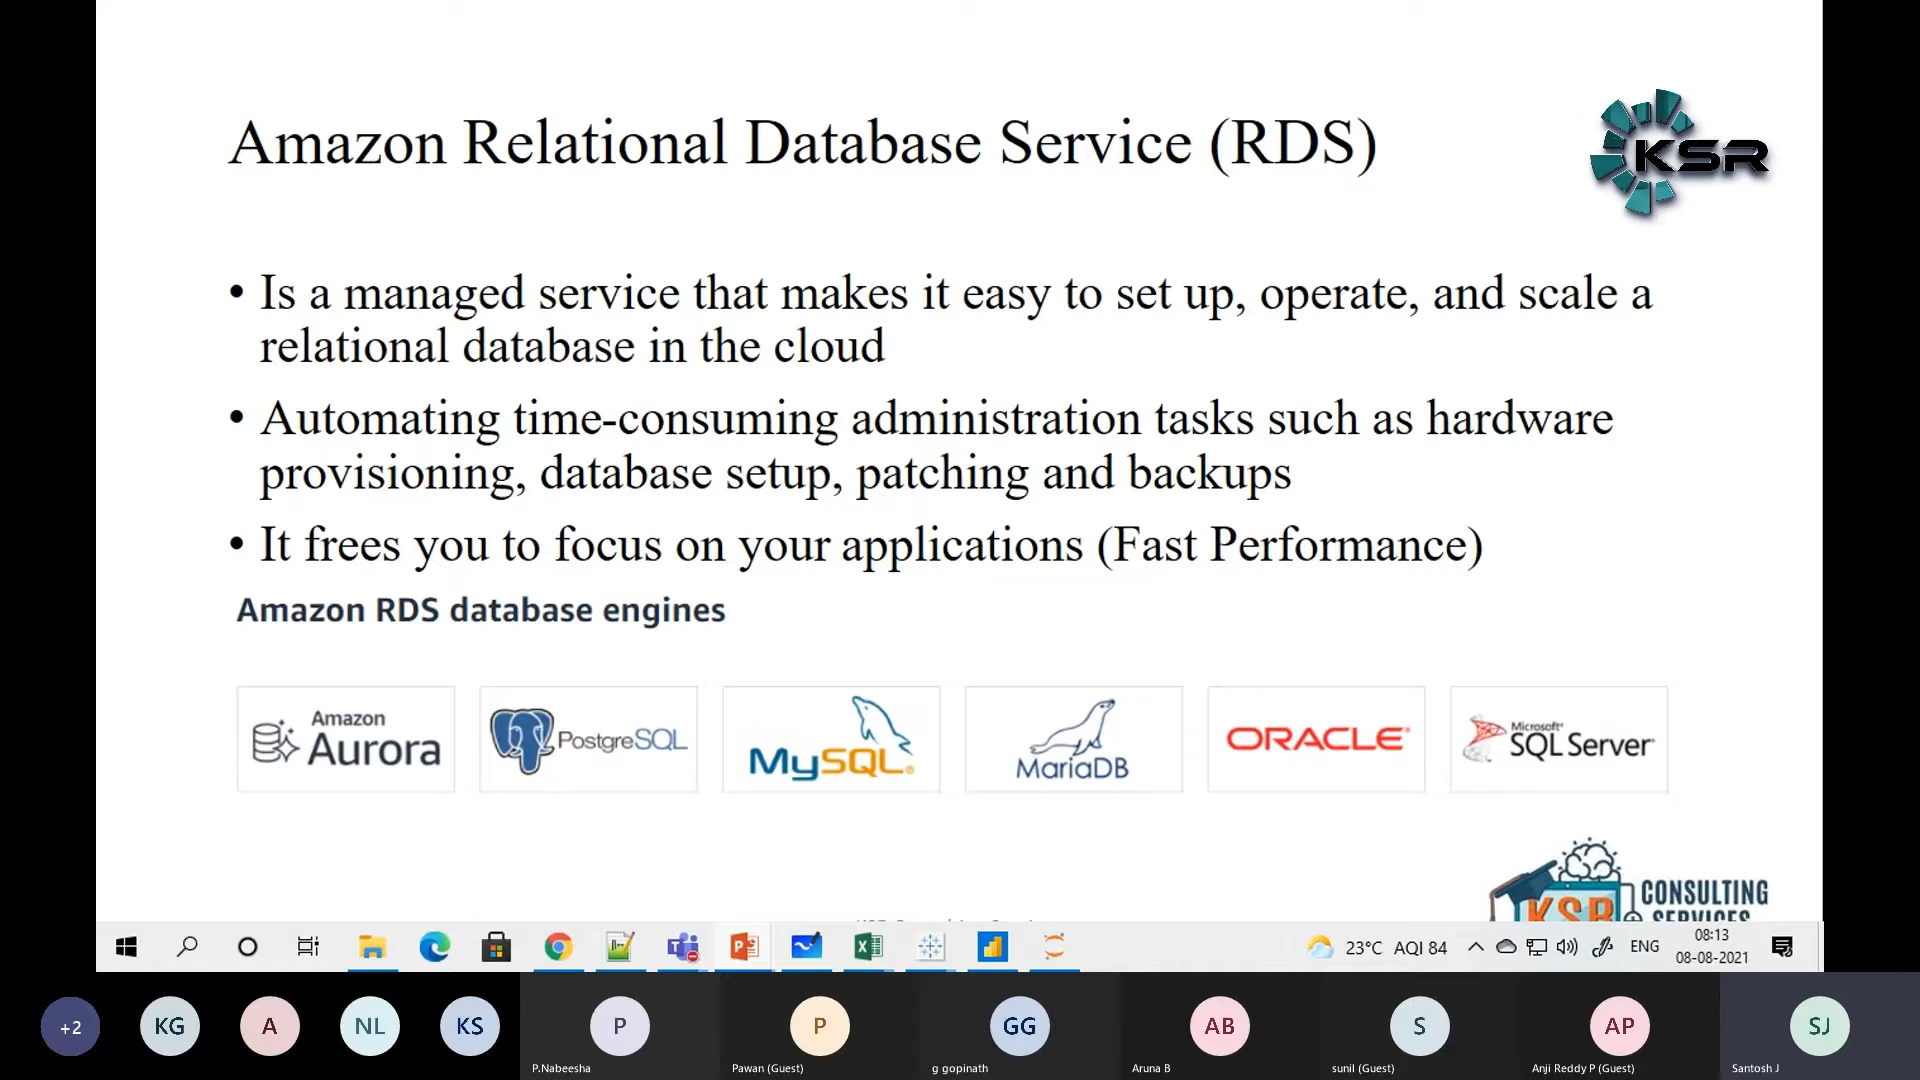 Amazon Relational Database Service (RDS)
KSR
• Is a managed service that makes it easy to set up, operate, and scale a
relational database in the cloud
• Automating time-consuming administration tasks such as hardware
provisioning, database setup, patching and backups
• It frees you to focus on your applications (Fast Performance)
Amazon RDS database engines
Amazon
Aurora
PostgreSQL
MySQL®
MariaDB
ORACLE®
Microsoft®
SQL Server
KSR
CONSULTING
SERVICES
23°C AQI 84
ENG
08:13
08-08-2021
+2
KG
A
NL
KS
P
P.Nabeesha
P
Pawan (Guest)
GG
g gopinath
AB
Aruna B
S
sunil (Guest)
AP
Anji Reddy P (Guest)
SJ
Santosh J